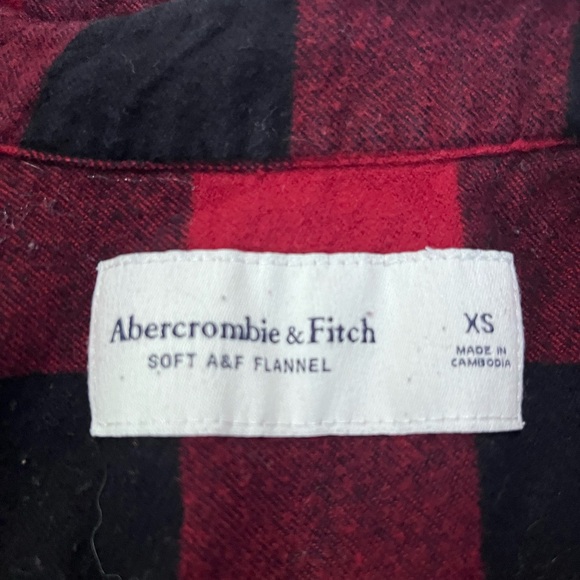 Abercrombie & Fitch
SOFT A&F FLANNEL
XS
MADE IN
CAMBODIA